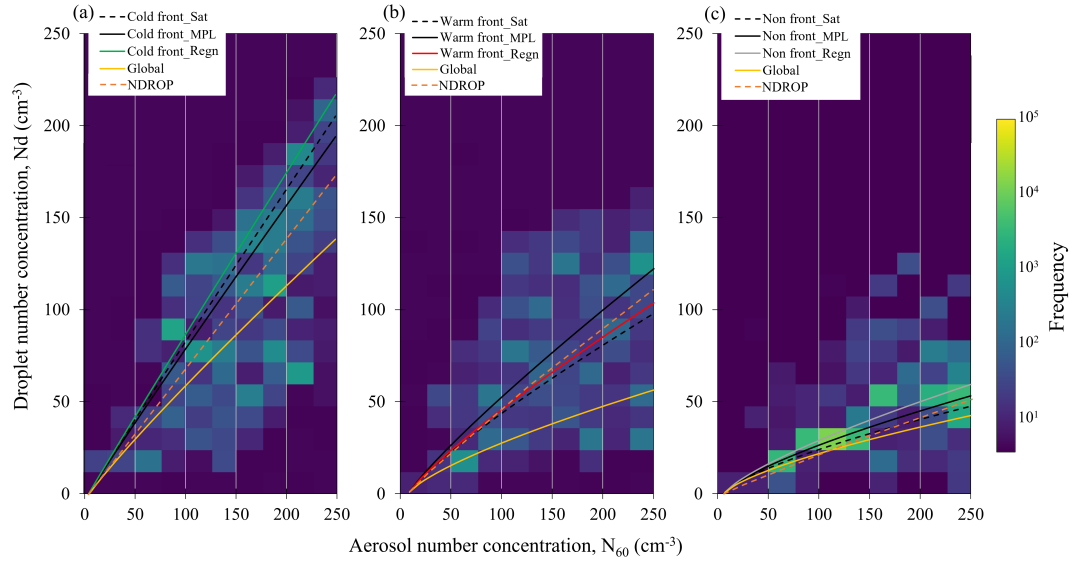 (a)
Cold front_Sat
Cold front_MPL
Cold front_Regn
Global
NDROP
(b)
Warm front_Sat
Warm front_MPL
Warm front_Regn
Global
NDROP
(c)
Non front_Sat
Non front_MPL
Non front_Regn
Global
NDROP
Droplet number concentration, Nd (cm⁻³)
250
200
150
100
50
0
0 50 100 150 200 250
250
200
150
100
50
0
0 50 100 150 200 250
250
200
150
100
50
0
0 50 100 150 200 250
Aerosol number concentration, N₆₀ (cm⁻³)
10⁵
10⁴
10³
10²
10¹
Frequency